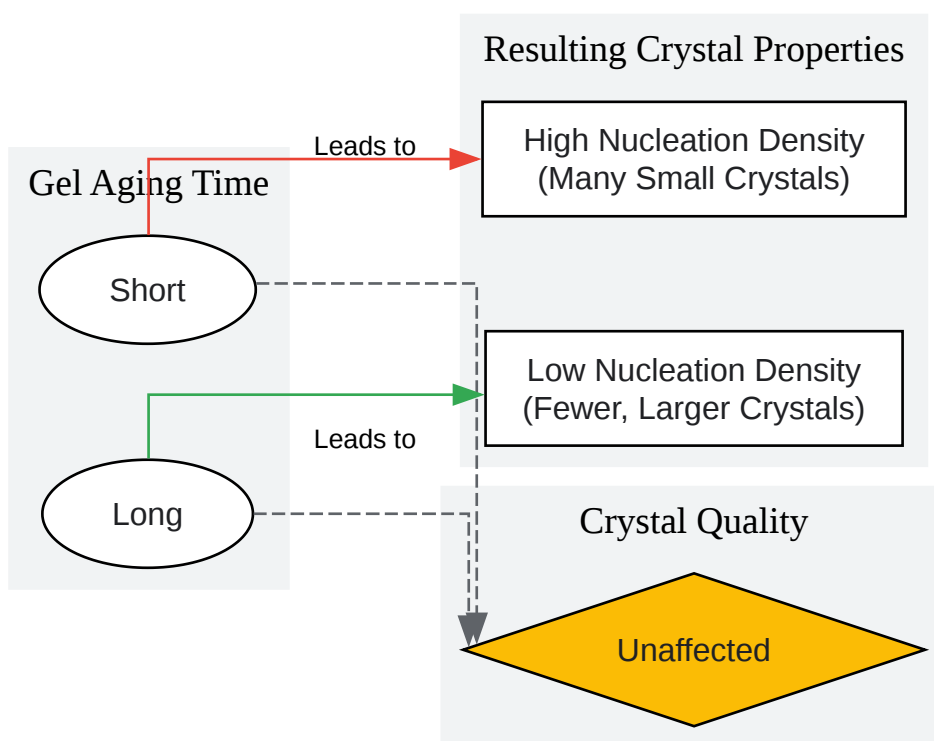 Resulting Crystal Properties
High Nucleation Density
(Many Small Crystals)
Leads to
Gel Aging Time
Short
Low Nucleation Density
(Fewer, Larger Crystals)
Leads to
Long
Crystal Quality
Unaffected